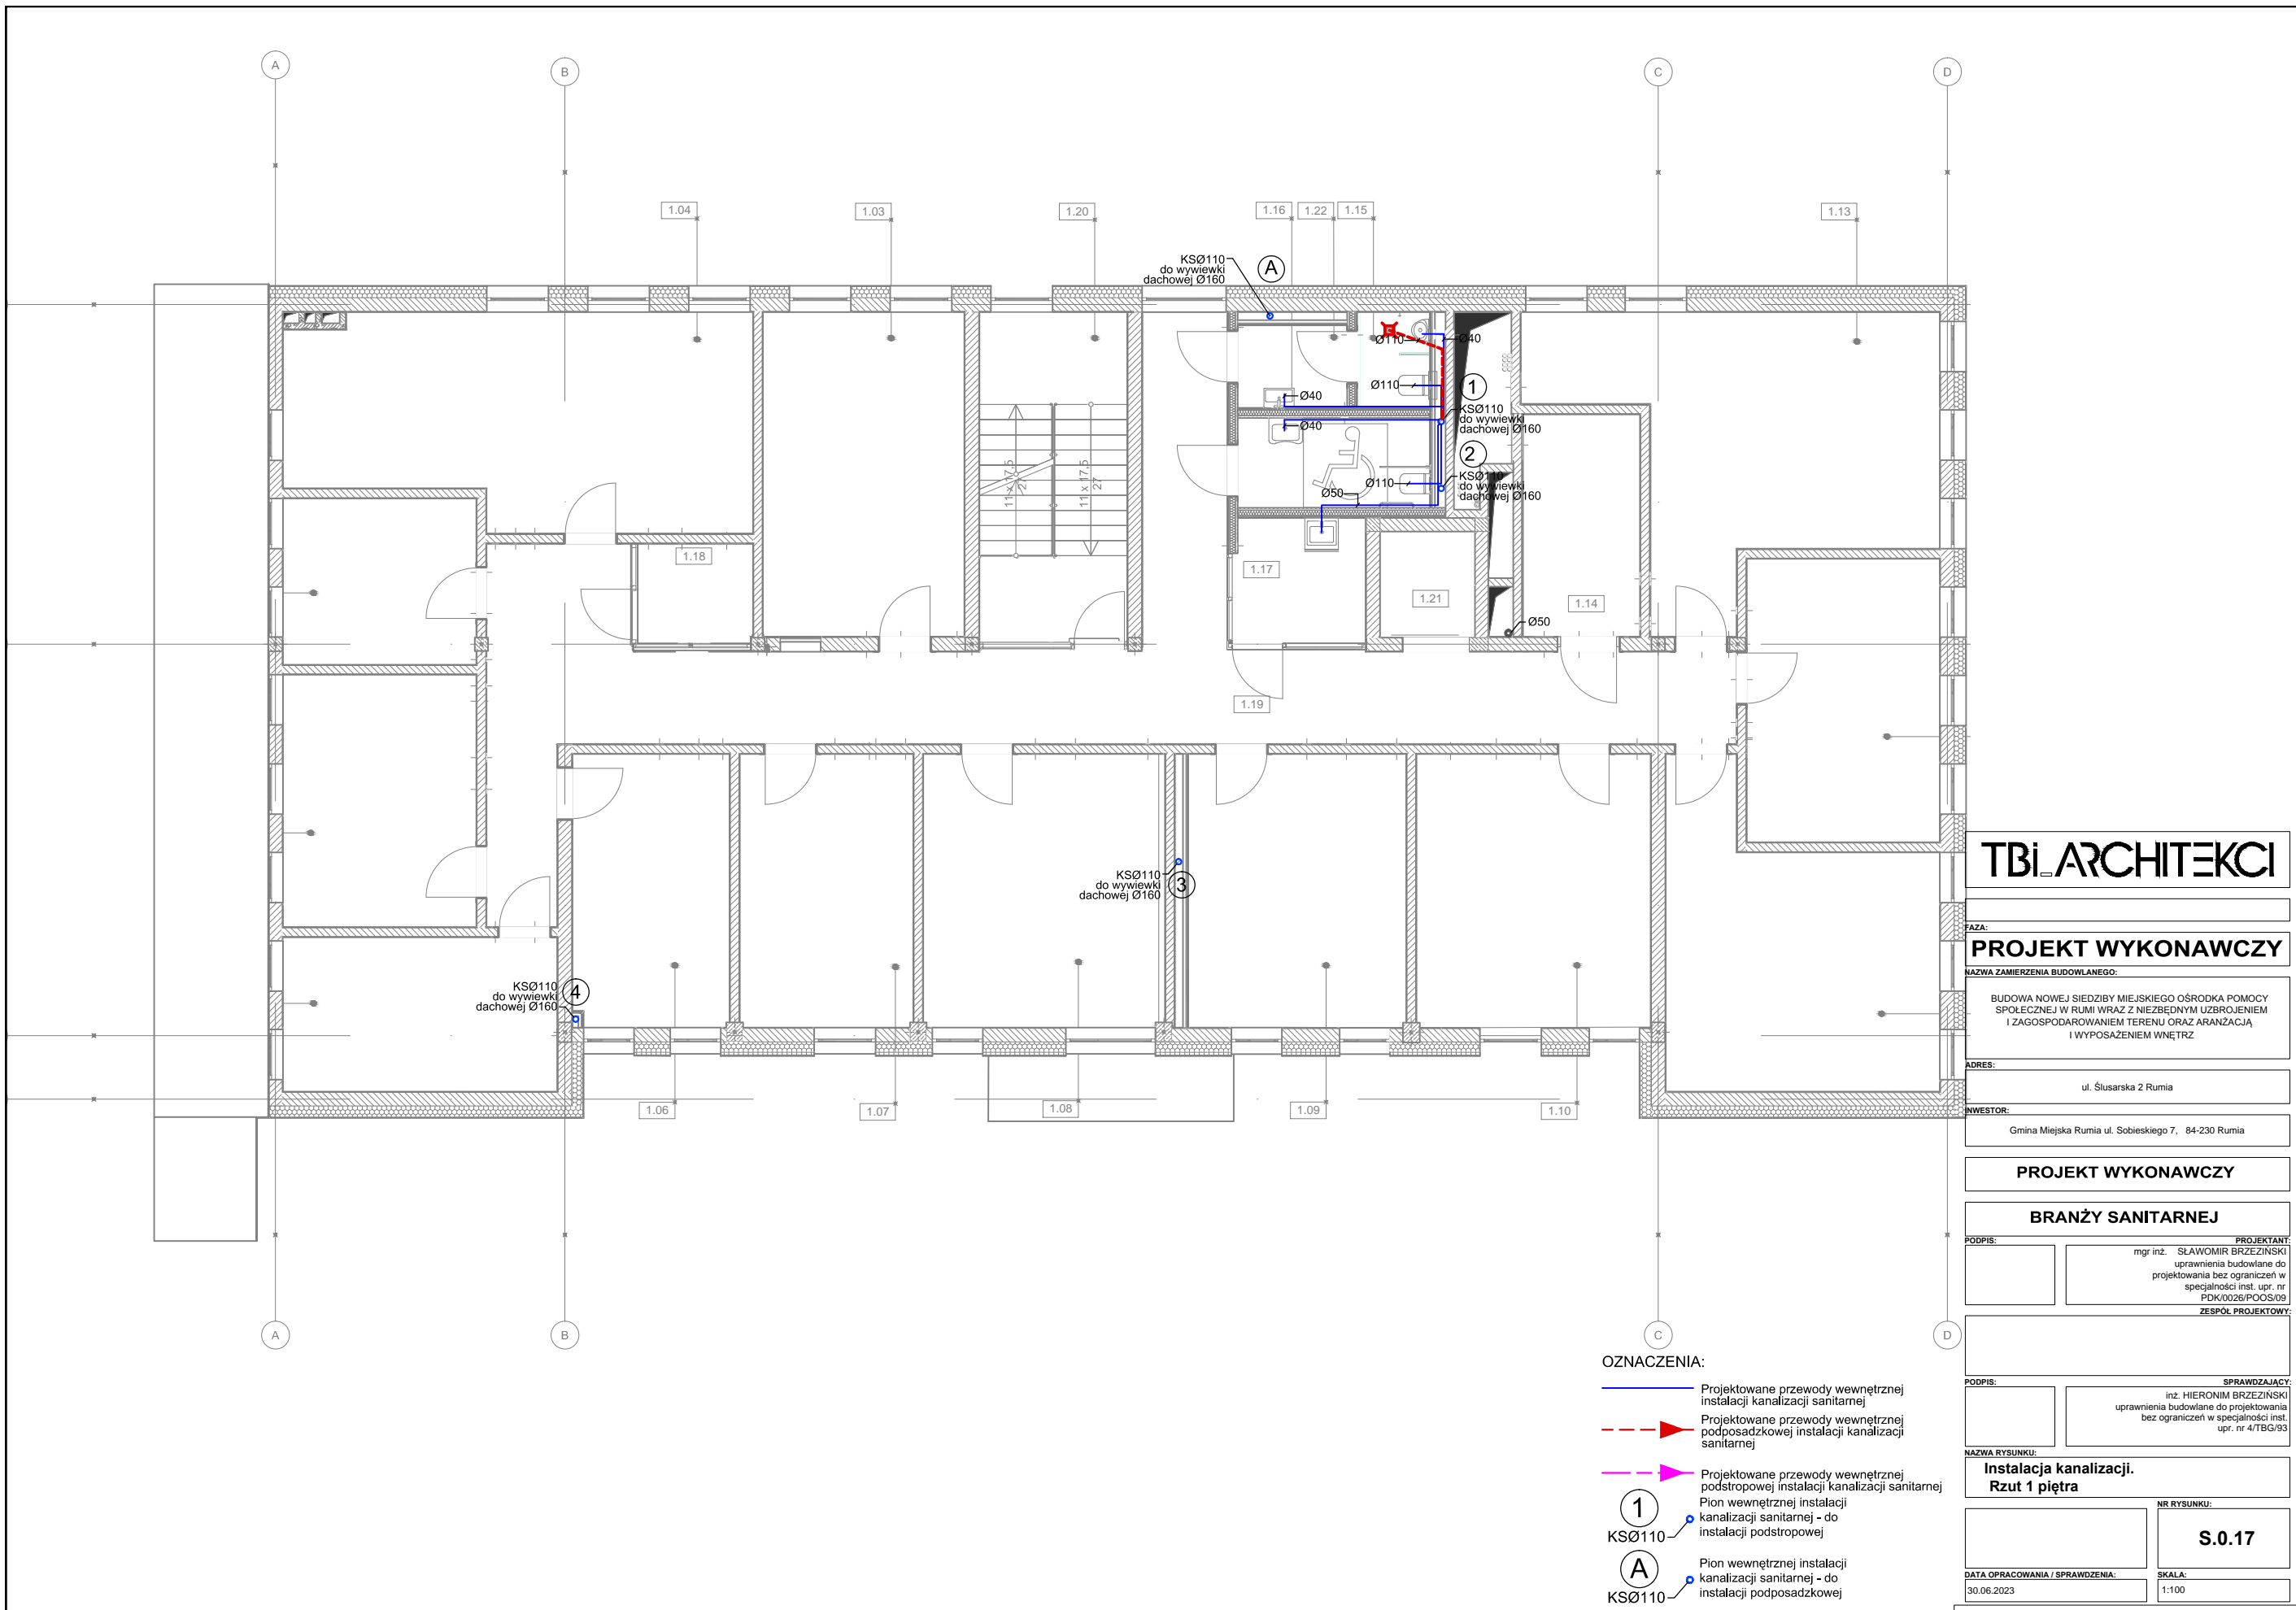 A
B
C
D
1.04
1.03
1.20
1.16
1.22
1.15
1.13
KSØ110
do wywiewki
dachowej Ø160
A
Ø110
Ø40
Ø110
1
Ø40
KSØ110
do wywiewki
dachowej Ø160
Ø40
2
KSØ110
do wywiewki
dachowej Ø160
Ø110
Ø50
11 x 17,5
27
11 x 17,5
27
1.18
1.17
1.21
1.14
Ø50
1.19
KSØ110
do wywiewki
dachowej Ø160
3
KSØ110
do wywiewki
dachowej Ø160
4
1.06
1.07
1.08
1.09
1.10
A
B
C
D
OZNACZENIA:
Projektowane przewody wewnętrznej
instalacji kanalizacji sanitarnej
Projektowane przewody wewnętrznej
podposadzkowej instalacji kanalizacji
sanitarnej
Projektowane przewody wewnętrznej
podstropowej instalacji kanalizacji sanitarnej
1
KSØ110
Pion wewnętrznej instalacji
kanalizacji sanitarnej - do
instalacji podstropowej
A
KSØ110
Pion wewnętrznej instalacji
kanalizacji sanitarnej - do
instalacji podposadzkowej
TBi_ARCHITEKCI
FAZA:
PROJEKT WYKONAWCZY
NAZWA ZAMIERZENIA BUDOWLANEGO:
BUDOWA NOWEJ SIEDZIBY MIEJSKIEGO OŚRODKA POMOCY
SPOŁECZNEJ W RUMI WRAZ Z NIEZBĘDNYM UZBROJENIEM
I ZAGOSPODAROWANIEM TERENU ORAZ ARANŻACJĄ
I WYPOSAŻENIEM WNĘTRZ
ADRES:
ul. Ślusarska 2 Rumia
INWESTOR:
Gmina Miejska Rumia ul. Sobieskiego 7, 84-230 Rumia
PROJEKT WYKONAWCZY
BRANŻY SANITARNEJ
PODPIS:
PROJEKTANT:
mgr inż. SŁAWOMIR BRZEZIŃSKI
uprawnienia budowlane do
projektowania bez ograniczeń w
specjalności inst. upr. nr
PDK/0026/POOS/09
ZESPÓŁ PROJEKTOWY:
PODPIS:
SPRAWDZAJĄCY:
inż. HIERONIM BRZEZIŃSKI
uprawnienia budowlane do projektowania
bez ograniczeń w specjalności inst.
upr. nr 4/TBG/93
NAZWA RYSUNKU:
Instalacja kanalizacji.
Rzut 1 piętra
NR RYSUNKU:
S.0.17
DATA OPRACOWANIA / SPRAWDZENIA:
SKALA:
30.06.2023
1:100